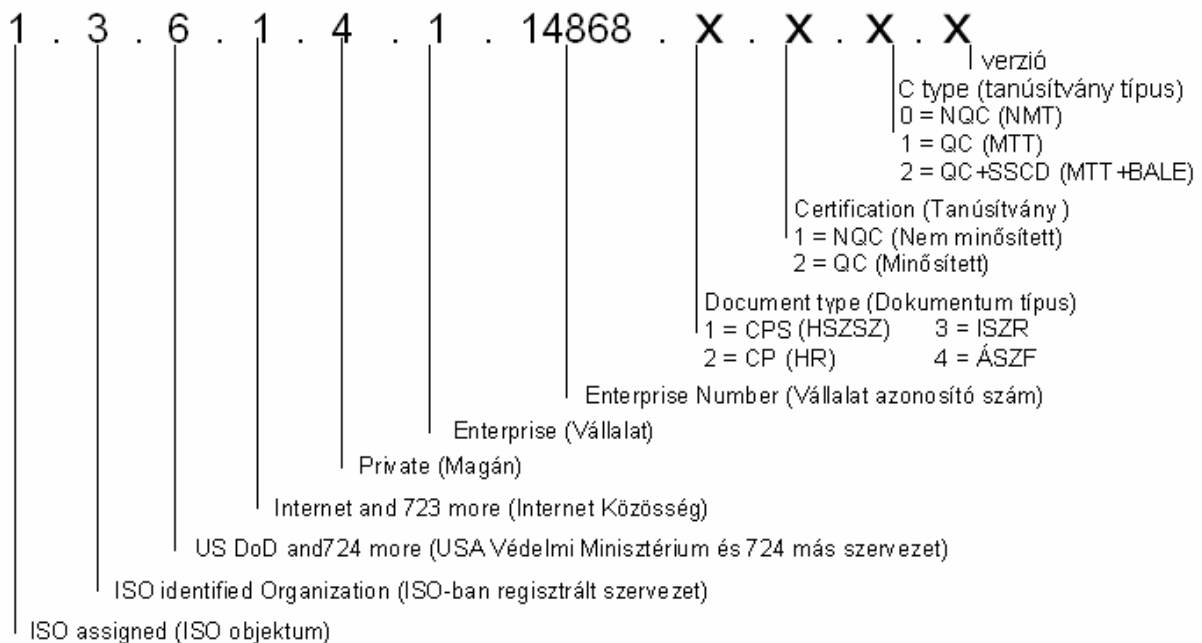 1 . 3 . 6 . 1 . 4 . 1 . 14868 . X . X . X . X
verzió
C type (tanúsítvány típus)
0 = NQC (NMT)
1 = QC (MTT)
2 = QC+SSCD (MTT+BALE)
Certification (Tanúsítvány )
1 = NQC (Nem minősített)
2 = QC (Minősített)
Document type (Dokumentum típus)
1 = CPS (HSZSZ) 3 = ISZR
2 = CP (HR) 4 = ÁSZF
Enterprise Number (Vállalat azonosító szám)
Enterprise (Vállalat)
Private (Magán)
Internet and 723 more (Internet Közösség)
US DoD and724 more (USA Védelmi Minisztérium és 724 más szervezet)
ISO identified Organization (ISO-ban regisztrált szervezet)
ISO assigned (ISO objektum)